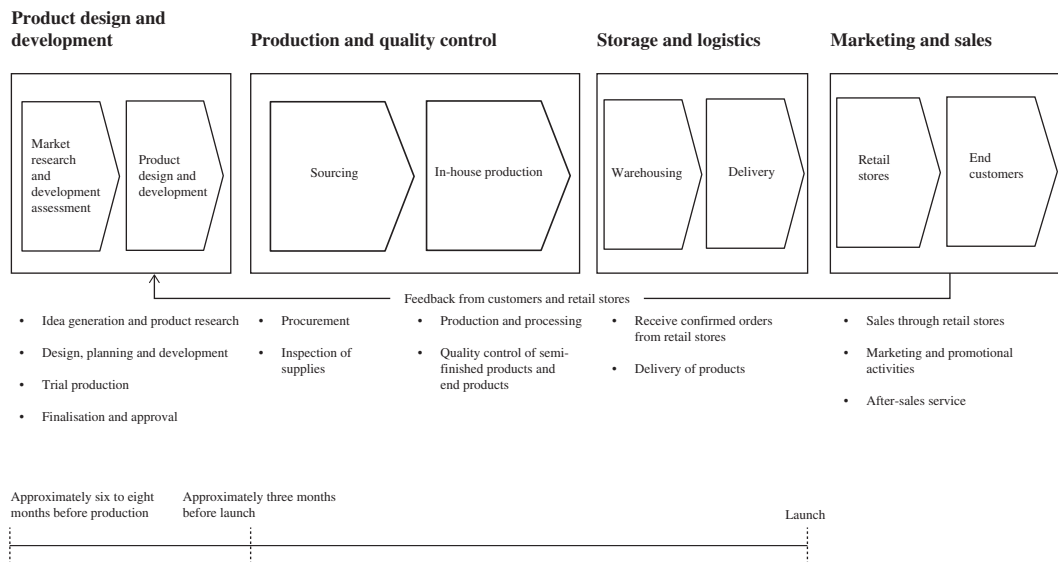 Product design and
development
Production and quality control
Storage and logistics
Marketing and sales
Market
research
and
development
assessment
Product
design and
development
Sourcing
In-house production
Warehousing
Delivery
Retail
stores
End
customers
Feedback from customers and retail stores
• Idea generation and product research
• Design, planning and development
• Trial production
• Finalisation and approval
• Procurement
• Inspection of
supplies
• Production and processing
• Quality control of semi-
finished products and
end products
• Receive confirmed orders
from retail stores
• Delivery of products
• Sales through retail stores
• Marketing and promotional
activities
• After-sales service
Approximately six to eight
months before production
Approximately three months
before launch
Launch